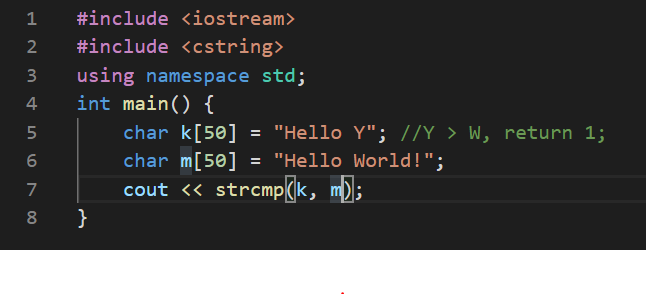 1 #include <iostream>
2 #include <cstring>
3 using namespace std;
4 int main() {
5 char k[50] = "Hello Y"; //Y > W, return 1;
6 char m[50] = "Hello World!";
7 cout << strcmp(k, m);
8 }